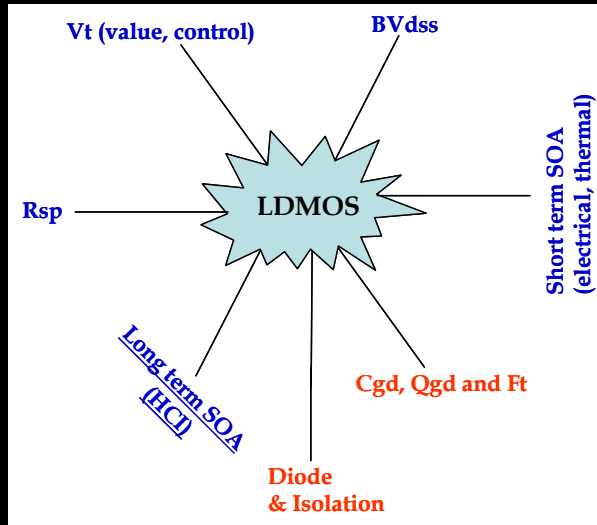 Vt (value, control)
BVdss
Short term SOA
(electrical, thermal)
LDMOS
Rsp
Long term SOA
(HCI)
Cgd, Qgd and Ft
Diode
& Isolation